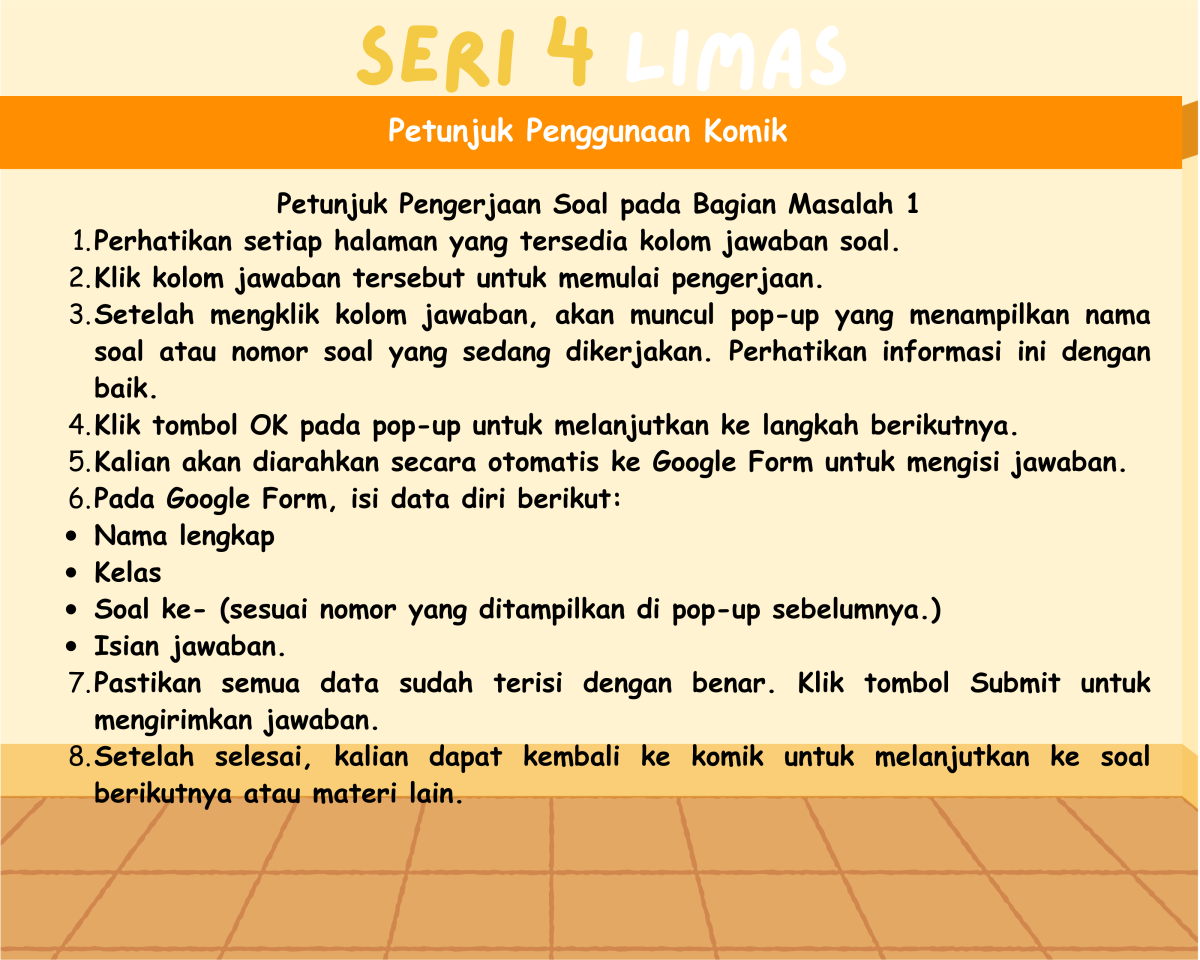 SERI 4 LIMAS
Petunjuk Penggunaan Komik
Petunjuk Pengerjaan Soal pada Bagian Masalah 1
1. Perhatikan setiap halaman yang tersedia kolom jawaban soal.
2. Klik kolom jawaban tersebut untuk memulai pengerjaan.
3. Setelah mengklik kolom jawaban, akan muncul pop-up yang menampilkan nama
soal atau nomor soal yang sedang dikerjakan. Perhatikan informasi ini dengan
baik.
4. Klik tombol OK pada pop-up untuk melanjutkan ke langkah berikutnya.
5. Kalian akan diarahkan secara otomatis ke Google Form untuk mengisi jawaban.
6. Pada Google Form, isi data diri berikut:
• Nama lengkap
• Kelas
• Soal ke- (sesuai nomor yang ditampilkan di pop-up sebelumnya.)
• Isian jawaban.
7. Pastikan semua data sudah terisi dengan benar. Klik tombol Submit untuk
mengirimkan jawaban.
8. Setelah selesai, kalian dapat kembali ke komik untuk melanjutkan ke soal
berikutnya atau materi lain.